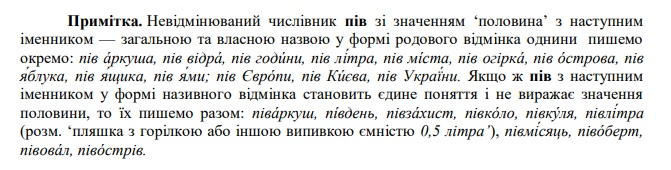 Примітка. Невідмінюваний числівник пів зі значенням ‘половина’ з наступним
іменником — загальною та власною назвою у формі родового відмінка однини пишемо
окремо: пів а́ркуша, пів відра́, пів годи́ни, пів лі́тра, пів мі́ста, пів огірка́, пів о́строва, пів
я́блука, пів я́щика, пів я́ми; пів Євро́пи, пів Ки́єва, пів Украї́ни. Якщо ж пів з наступним
іменником у формі називного відмінка становить єдине поняття і не виражає значення
половини, то їх пишемо разом: піва́ркуш, пі́вдень, півза́хист, півко́ло, півку́ля, півлі́тра
(розм. ‘пляшка з горілкою або іншою випивкою ємністю 0,5 літра’), півмі́сяць, піво́берт,
півова́л, піво́стрів.